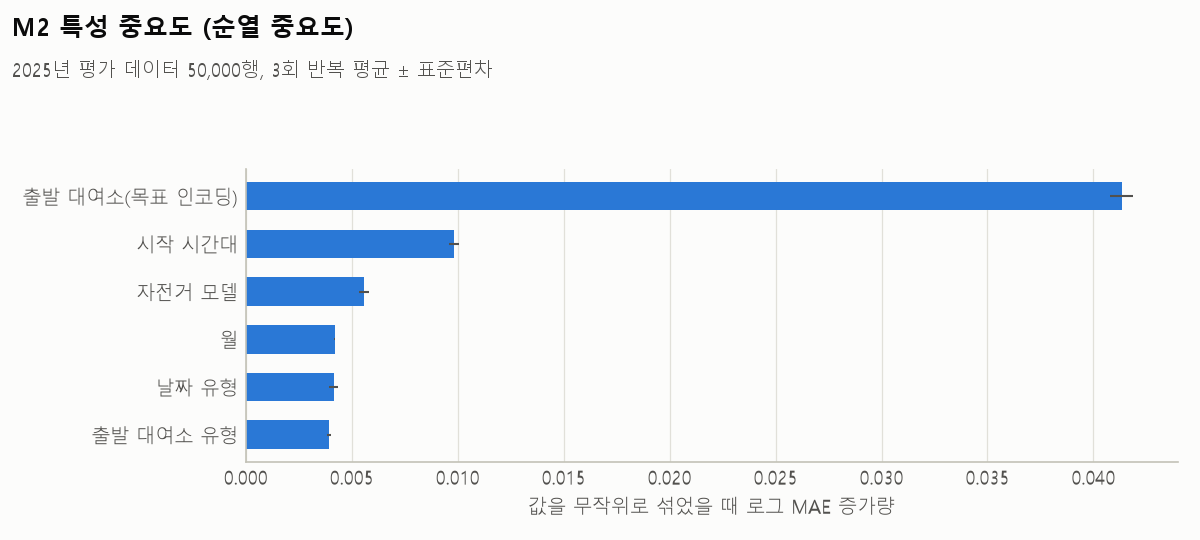 M2 특성 중요도 (순열 중요도)
2025년 평가 데이터 50,000행, 3회 반복 평균 ± 표준편차
출발 대여소(목표 인코딩)
시작 시간대
자전거 모델
월
날짜 유형
출발 대여소 유형
0.000 0.005 0.010 0.015 0.020 0.025 0.030 0.035 0.040
값을 무작위로 섞었을 때 로그 MAE 증가량